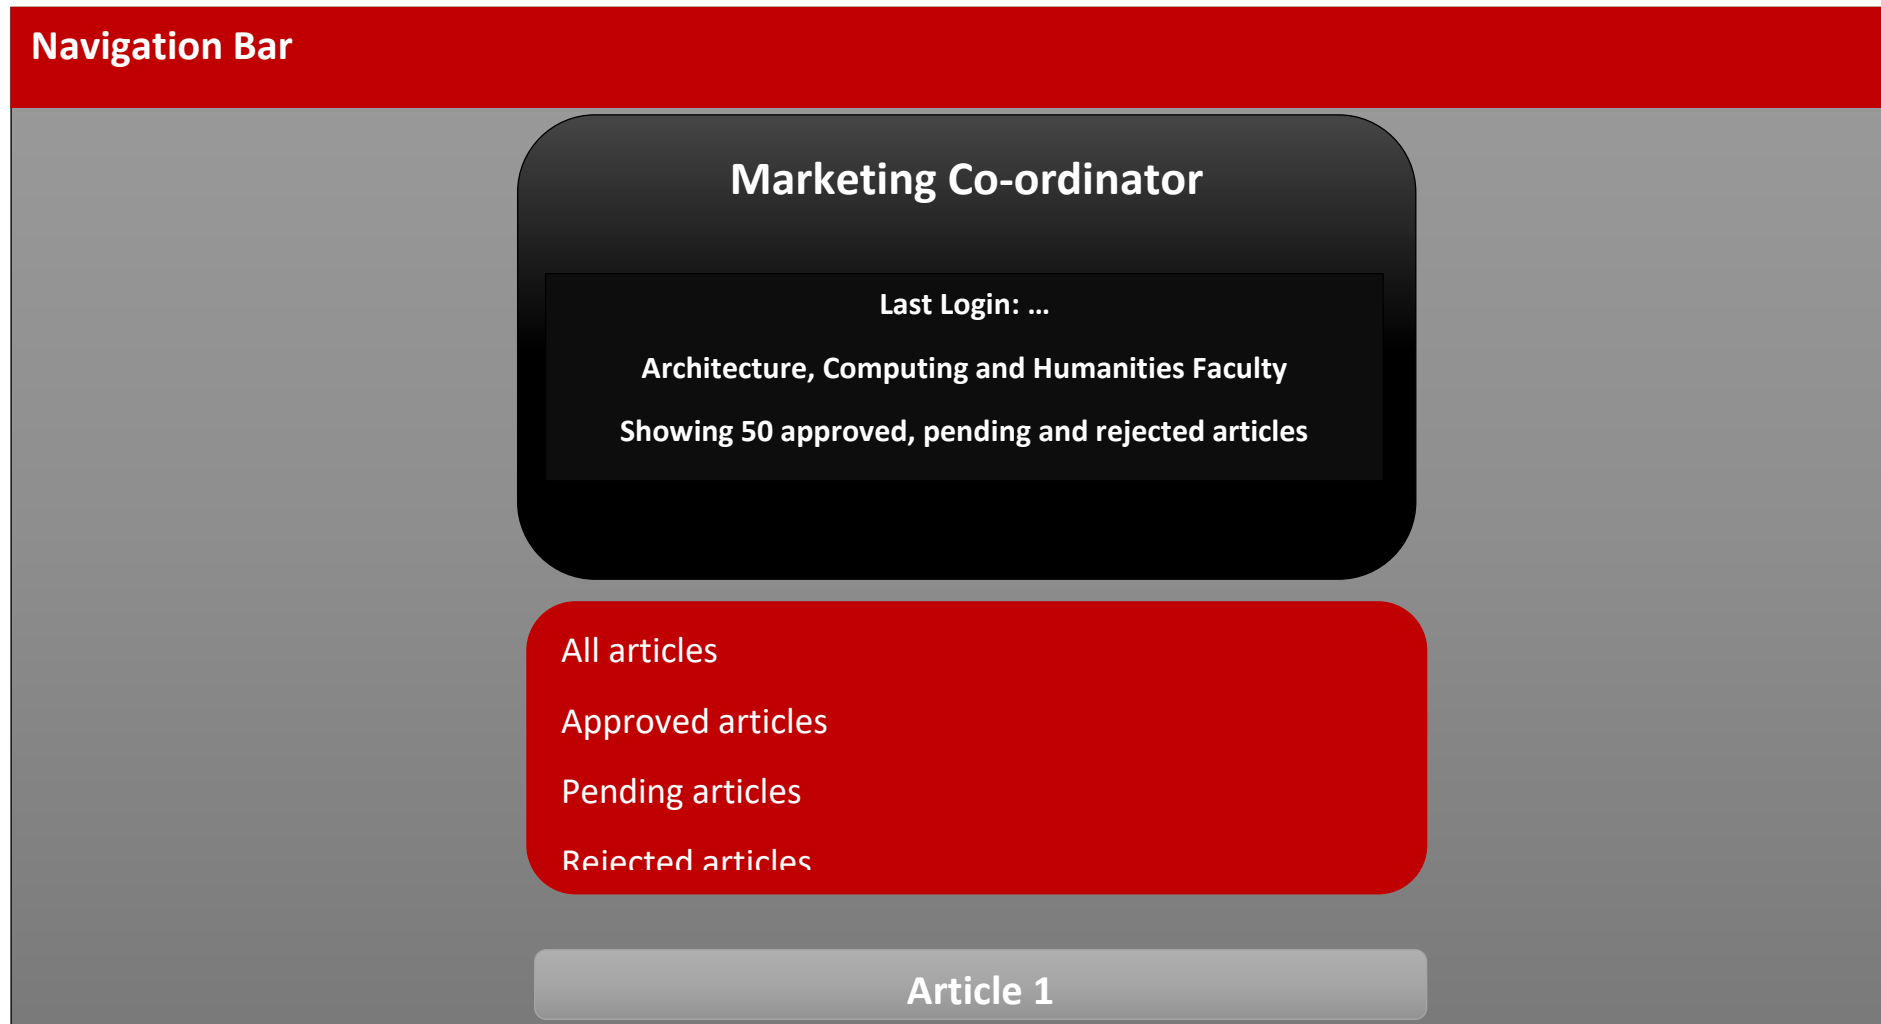 Navigation Bar
Marketing Co-ordinator
Last Login: ...
Architecture, Computing and Humanities Faculty
Showing 50 approved, pending and rejected articles
All articles
Approved articles
Pending articles
Rejected articles
Article 1